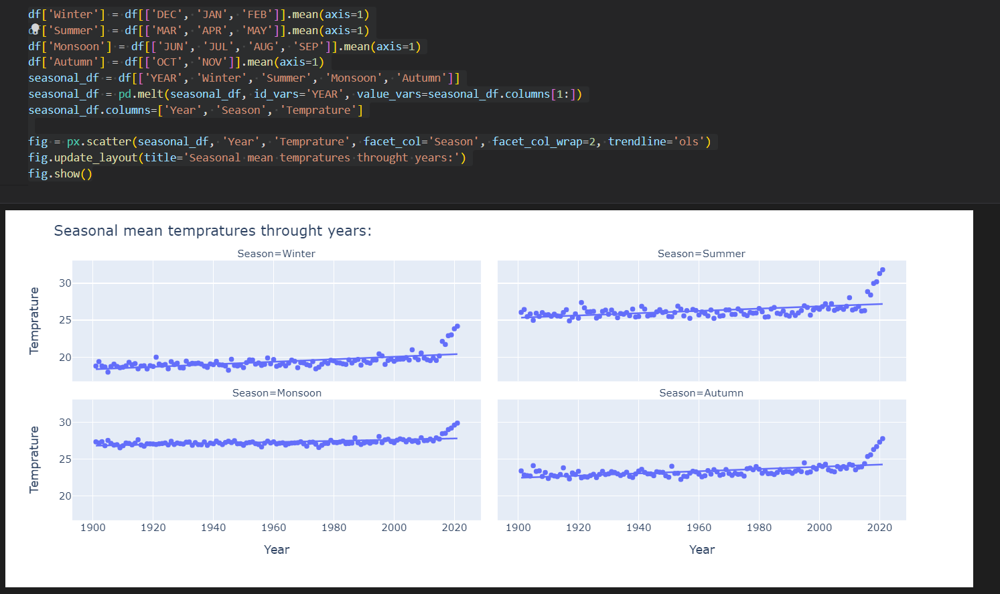 df['Winter'] = df[['DEC', 'JAN', 'FEB']].mean(axis=1)
df['Summer'] = df[['MAR', 'APR', 'MAY']].mean(axis=1)
df['Monsoon'] = df[['JUN', 'JUL', 'AUG', 'SEP']].mean(axis=1)
df['Autumn'] = df[['OCT', 'NOV']].mean(axis=1)
seasonal_df = df[['YEAR', 'Winter', 'Summer', 'Monsoon', 'Autumn']]
seasonal_df = pd.melt(seasonal_df, id_vars='YEAR', value_vars=seasonal_df.columns[1:])
seasonal_df.columns=['Year', 'Season', 'Temprature']
fig = px.scatter(seasonal_df, 'Year', 'Temprature', facet_col='Season', facet_col_wrap=2, trendline='ols')
fig.update_layout(title='Seasonal mean tempratures throught years:')
fig.show()
Seasonal mean tempratures throught years:
Season=Winter
Season=Summer
30
25
20
Temprature
Season=Monsoon
Season=Autumn
30
25
20
Temprature
1900 1920 1940 1960 1980 2000 2020
1900 1920 1940 1960 1980 2000 2020
Year
Year